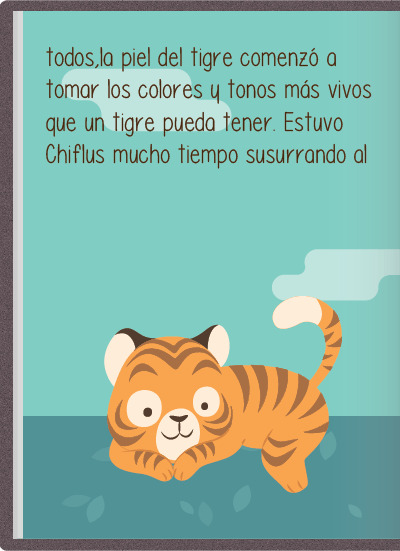 todos,la piel del tigre comenzó a
tomar los colores y tonos más vivos
que un tigre pueda tener. Estuvo
Chiflus mucho tiempo susurrando al